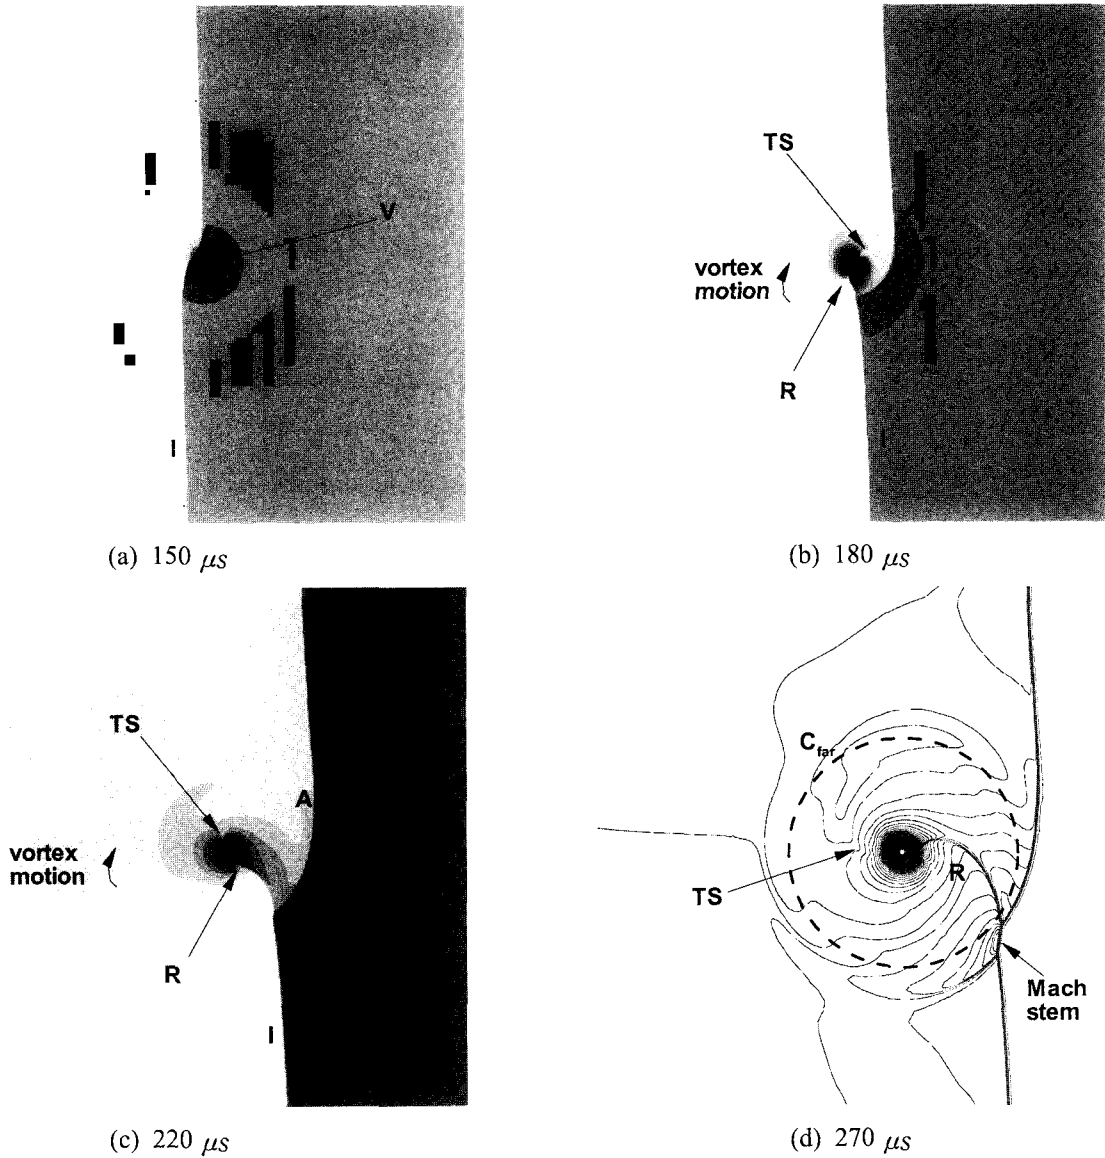 V
I
(a) 150 μs
TS
vortex
motion
R
I
(b) 180 μs
TS
A
vortex
motion
R
I
(c) 220 μs
C far
TS
R
Mach
stem
(d) 270 μs